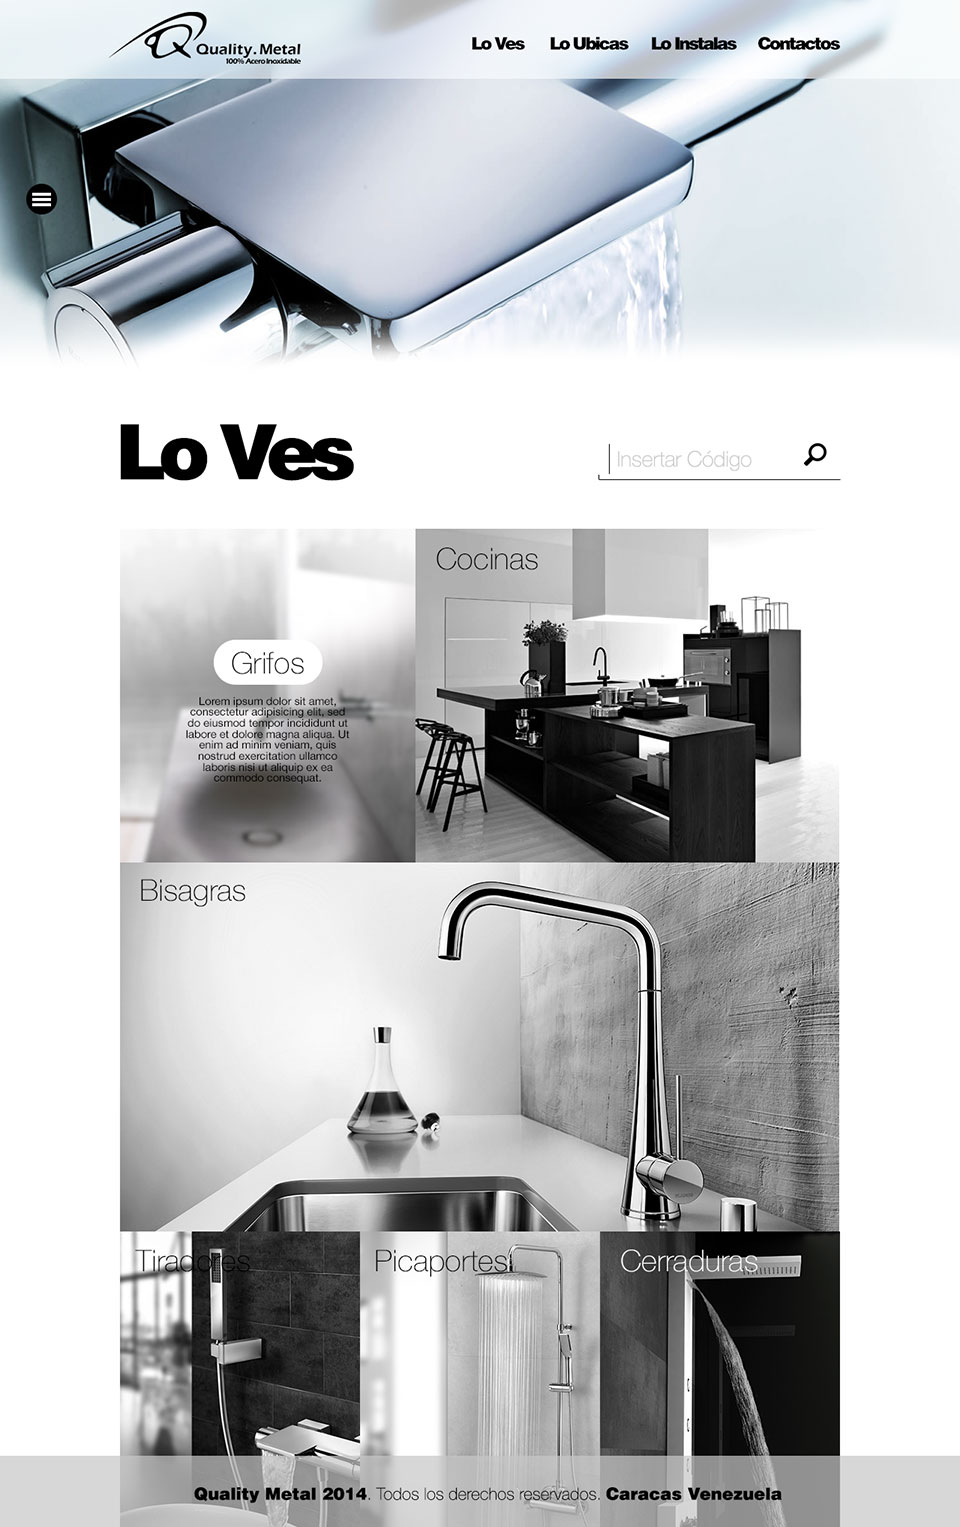 Quality.Metal
100% Acero Inoxidable
Lo Ves Lo Ubicas Lo Instalas Contactos
Lo Ves
Insertar Código
Grifos
Lorem ipsum dolor sit amet,
consectetur adipisicing elit, sed
do eiusmod tempor incididunt ut
labore et dolore magna aliqua. Ut
enim ad minim veniam, quis
nostrud exercitation ullamco
laboris nisi ut aliquip ex ea
commodo consequat.
Cocinas
Bisagras
Tiradores
Picaportes
Cerraduras
Quality Metal 2014. Todos los derechos reservados. Caracas Venezuela